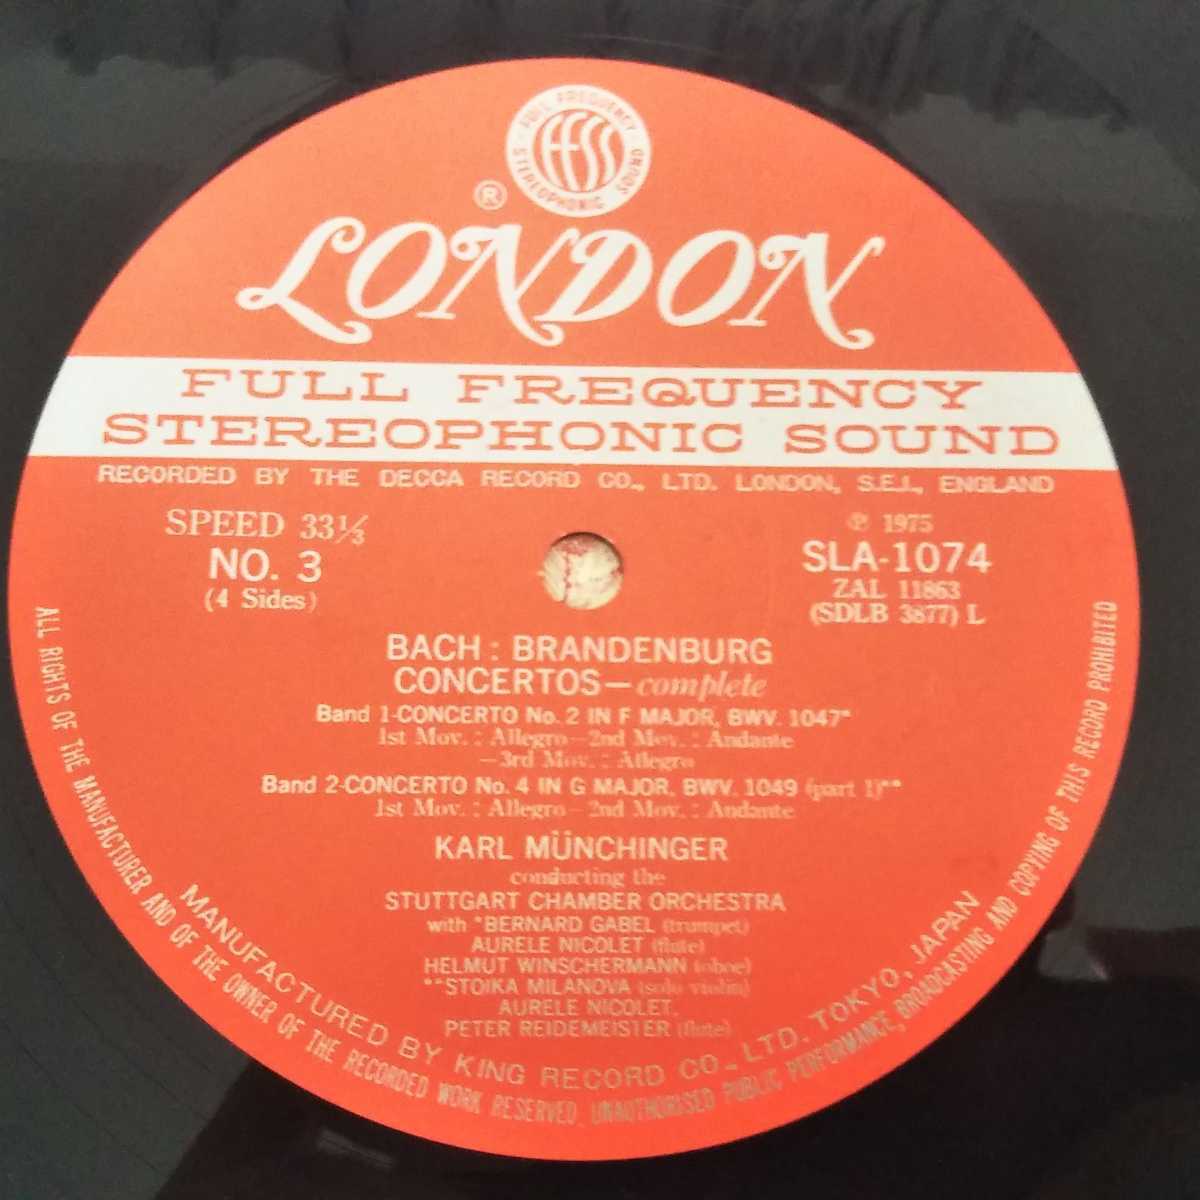 FULL FREQUENCY
STEREOPHONIC SOUND
FFSS
®
LONDON
FULL FREQUENCY
STEREOPHONIC SOUND
RECORDED BY THE DECCA RECORD CO., LTD. LONDON, S.E.I., ENGLAND
SPEED 33⅓
NO. 3
(4 Sides)
℗ 1975
SLA-1074
ZAL 11863
(SDLB 3877) L
BACH : BRANDENBURG
CONCERTOS—complete
Band 1-CONCERTO No. 2 IN F MAJOR, BWV. 1047*
1st Mov. : Allegro—2nd Mov. : Andante
—3rd Mov. : Allegro
Band 2-CONCERTO No. 4 IN G MAJOR, BWV. 1049 (part 1)**
1st Mov. : Allegro—2nd Mov. : Andante
KARL MÜNCHINGER
conducting the
STUTTGART CHAMBER ORCHESTRA
with *BERNARD GABEL (trumpet)
AURELE NICOLET (flute)
HELMUT WINSCHERMANN (oboe)
**STOIKA MILANOVA (solo violin)
AURELE NICOLET,
PETER REIDEMEISTER (flute)
MANUFACTURED BY KING RECORD CO., LTD. TOKYO, JAPAN
ALL RIGHTS OF THE MANUFACTURER AND OF THE OWNER OF THE RECORDED WORK RESERVED. UNAUTHORISED PUBLIC PERFORMANCE, BROADCASTING AND COPYING OF THIS RECORD PROHIBITED